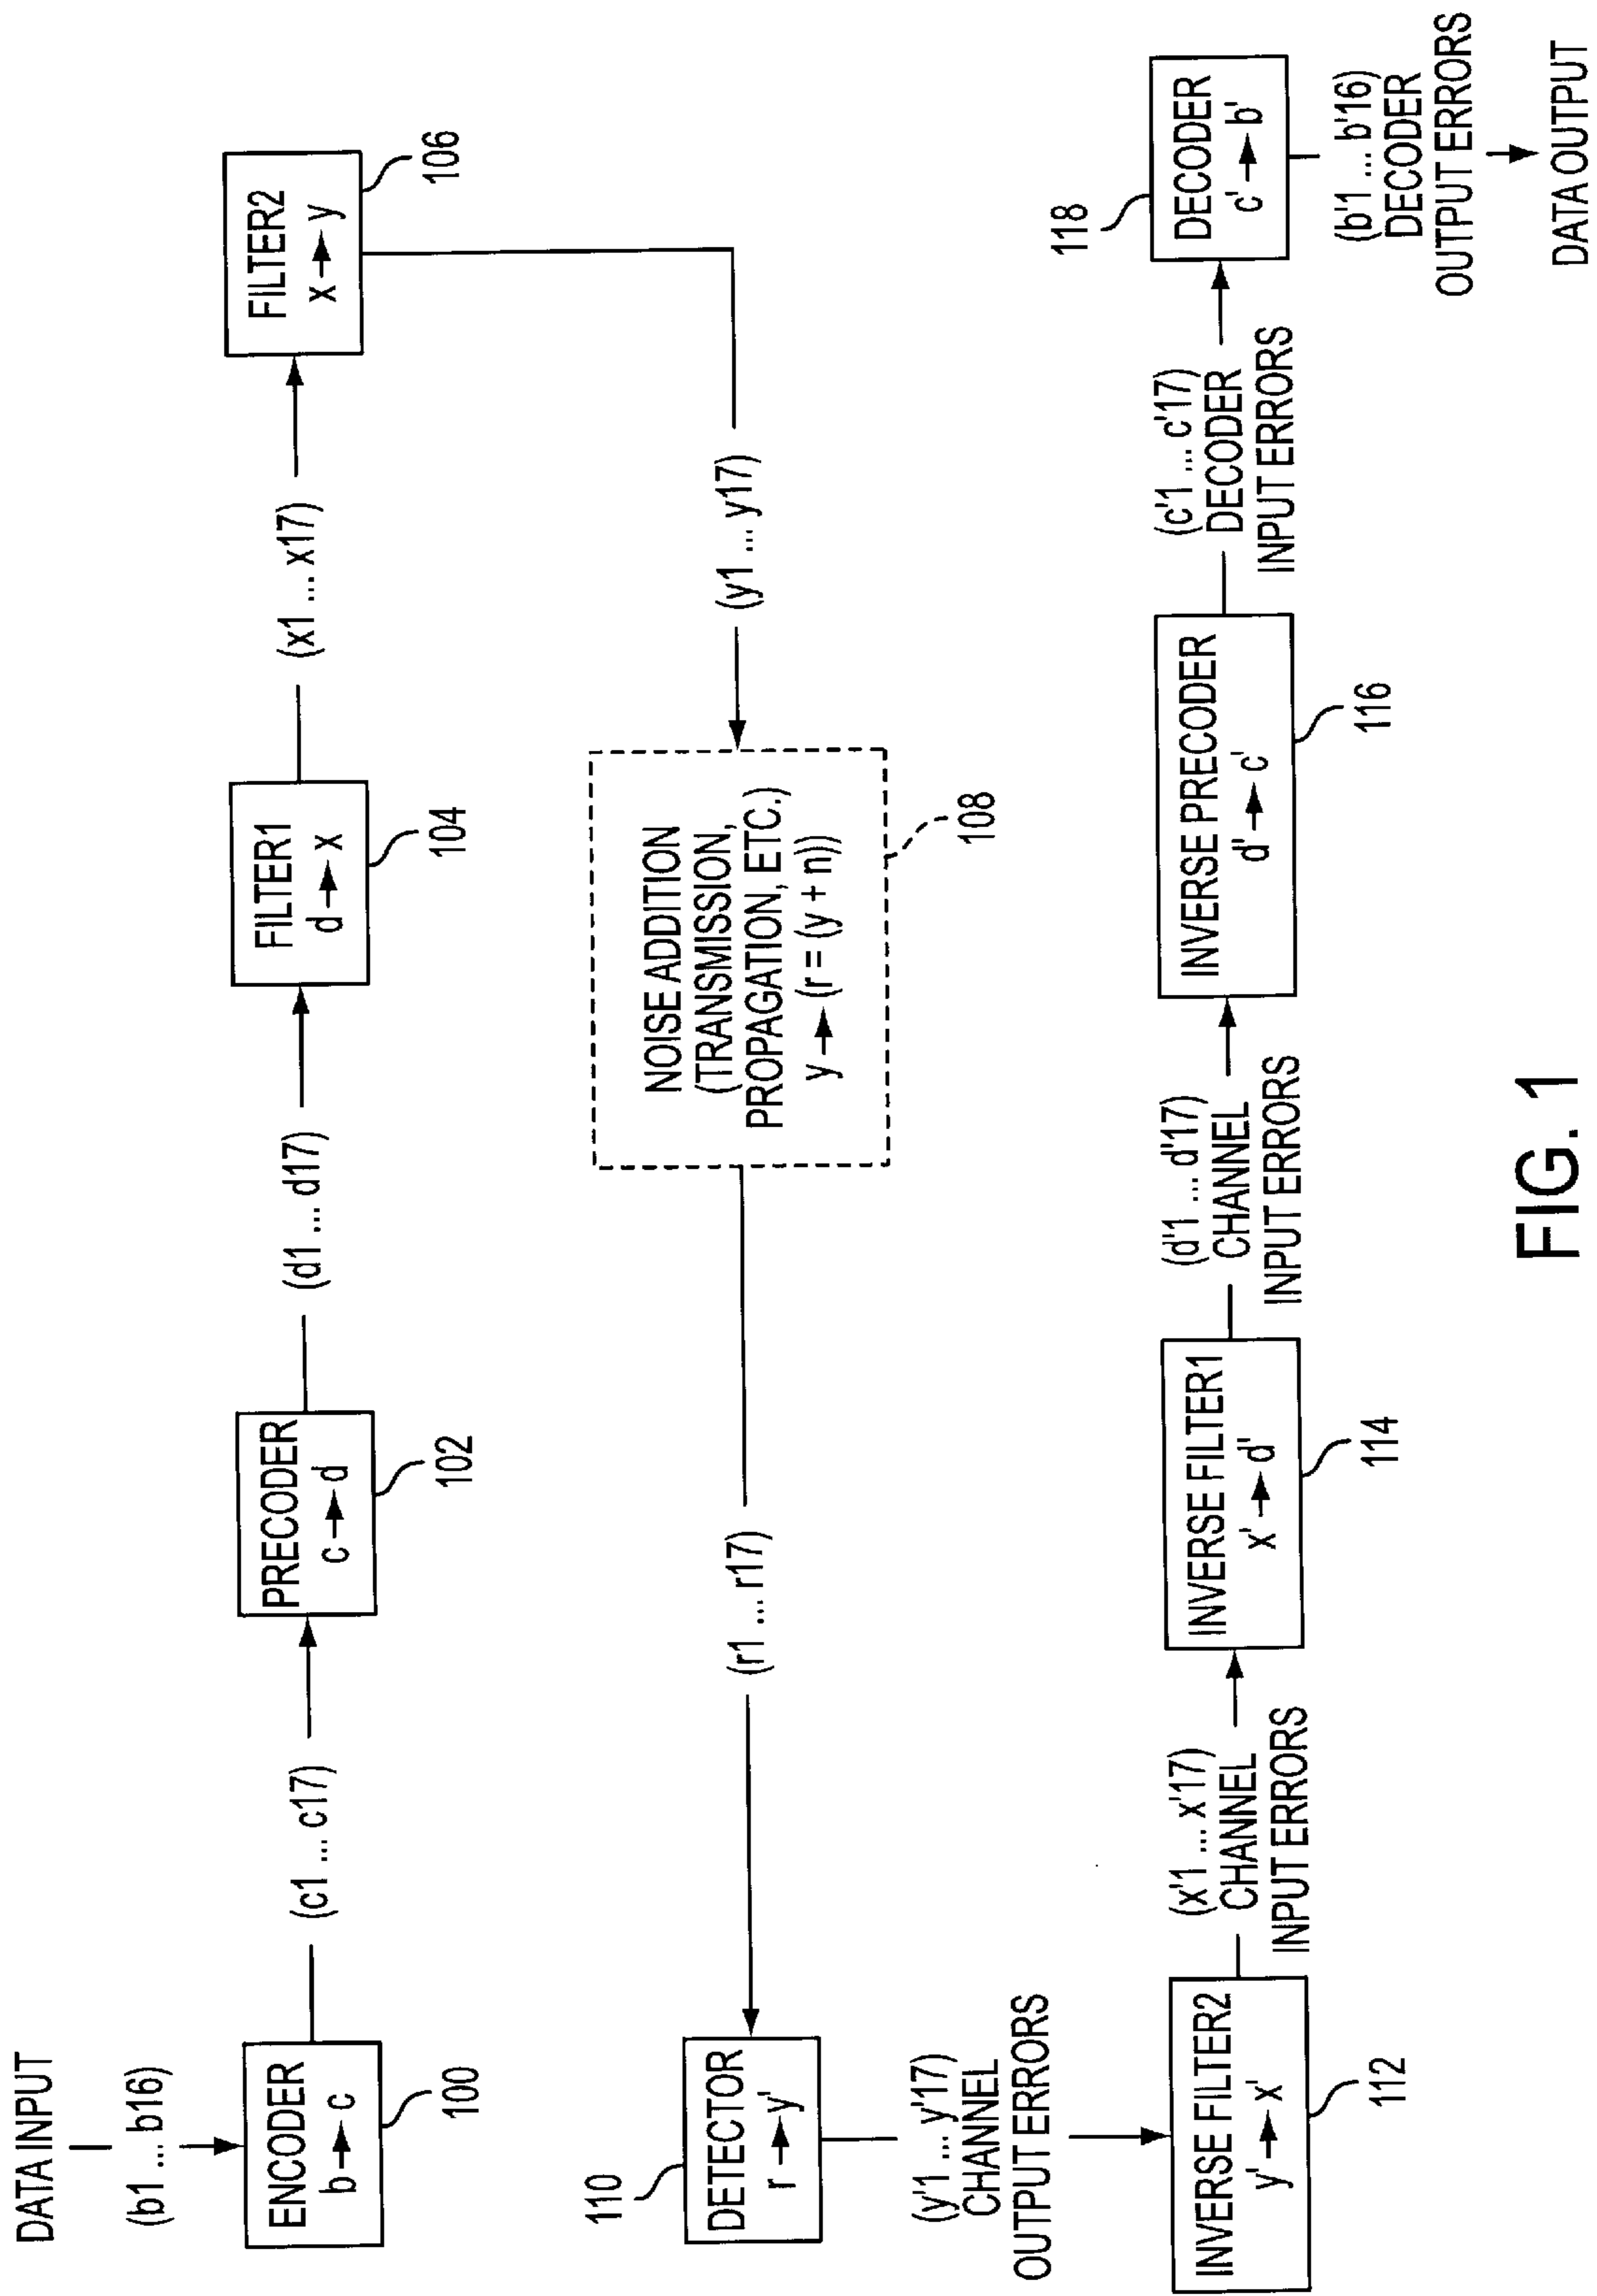 DATA INPUT
(b1 ... b16)
ENCODER
b → c
100
(c1 ... c17)
PRECODER
c → d
102
(d1 ... d17)
FILTER1
d → x
104
(x1 ... x17)
FILTER2
x → y
106
(y1 ... y17)
NOISE ADDITION
(TRANSMISSION,
PROPAGATION, ETC.)
y → (r = (y + n))
108
(r1 ... r17)
110
DETECTOR
r → y'
(y'1 ... y'17)
CHANNEL
OUTPUT ERRORS
INVERSE FILTER2
y' → x'
112
(x'1 ... x'17)
CHANNEL
INPUT ERRORS
INVERSE FILTER1
x' → d'
114
(d'1 ... d'17)
CHANNEL
INPUT ERRORS
INVERSE PRECODER
d' → c'
116
(c'1 ... c'17)
DECODER
INPUT ERRORS
118
DECODER
c' → b'
(b'1 ... b'16)
DECODER
OUTPUT ERRORS
DATA OUTPUT
FIG. 1